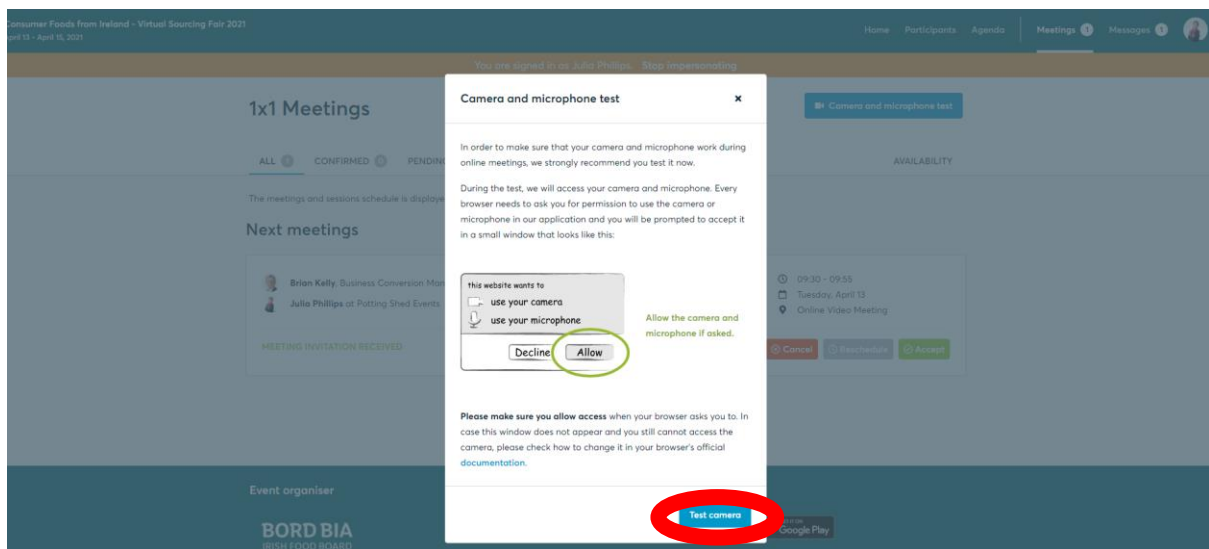 Consumer Foods from Ireland - Virtual Sourcing Fair 2021
April 13 - April 15, 2021
Home Participants Agenda Meetings 1 Messages 1
You are signed in as Julia Phillips. Stop impersonating
1x1 Meetings
Camera and microphone test
ALL CONFIRMED PENDIN
AVAILABILITY
The meetings and sessions schedule is displaye
Next meetings
Brian Kelly, Business Conversion Man
Julia Phillips at Potting Shed Events
MEETING INVITATION RECEIVED
09:30 - 09:55
Tuesday, April 13
Online Video Meeting
Cancel Reschedule Accept
Camera and microphone test
In order to make sure that your camera and microphone work during
online meetings, we strongly recommend you test it now.
During the test, we will access your camera and microphone. Every
browser needs to ask you for permission to use the camera or
microphone in our application and you will be prompted to accept it
in a small window that looks like this:
this website wants to
use your camera
use your microphone
Decline Allow
Allow the camera and
microphone if asked.
Please make sure you allow access when your browser asks you to. In
case this window does not appear and you still cannot access the
camera, please check how to change it in your browser's official
documentation.
Test camera
Event organiser
BORD BIA
IRISH FOOD BOARD
Google Play